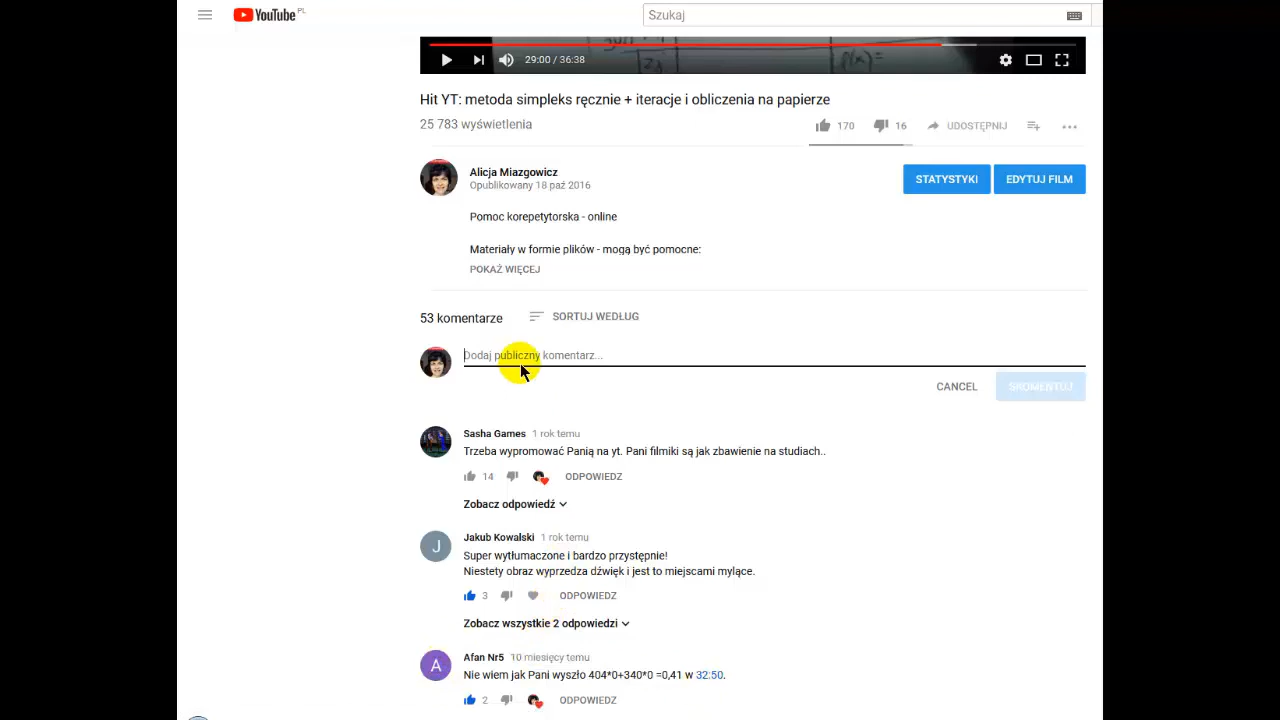 YouTube PL
Szukaj
f(x)=
29:00 / 36:38
Hit YT: metoda simpleks ręcznie + iteracje i obliczenia na papierze
25 783 wyświetlenia
170
16
UDOSTĘPNIJ
Alicja Miazgowicz
Opublikowany 18 paź 2016
STATYSTYKI
EDYTUJ FILM
Pomoc korepetytorska - online
Materiały w formie plików - mogą być pomocne:
POKAŻ WIĘCEJ
53 komentarze
SORTUJ WEDŁUG
Dodaj publiczny komentarz...
CANCEL
SKOMENTUJ
Sasha Games 1 rok temu
Trzeba wypromować Panią na yt. Pani filmiki są jak zbawienie na studiach..
14
ODPOWIEDZ
Zobacz odpowiedź
J
Jakub Kowalski 1 rok temu
Super wytłumaczone i bardzo przystępnie!
Niestety obraz wyprzedza dźwięk i jest to miejscami mylące.
3
ODPOWIEDZ
Zobacz wszystkie 2 odpowiedzi
A
Afan Nr5 10 miesięcy temu
Nie wiem jak Pani wyszło 404*0+340*0 =0,41 w 32:50.
2
ODPOWIEDZ